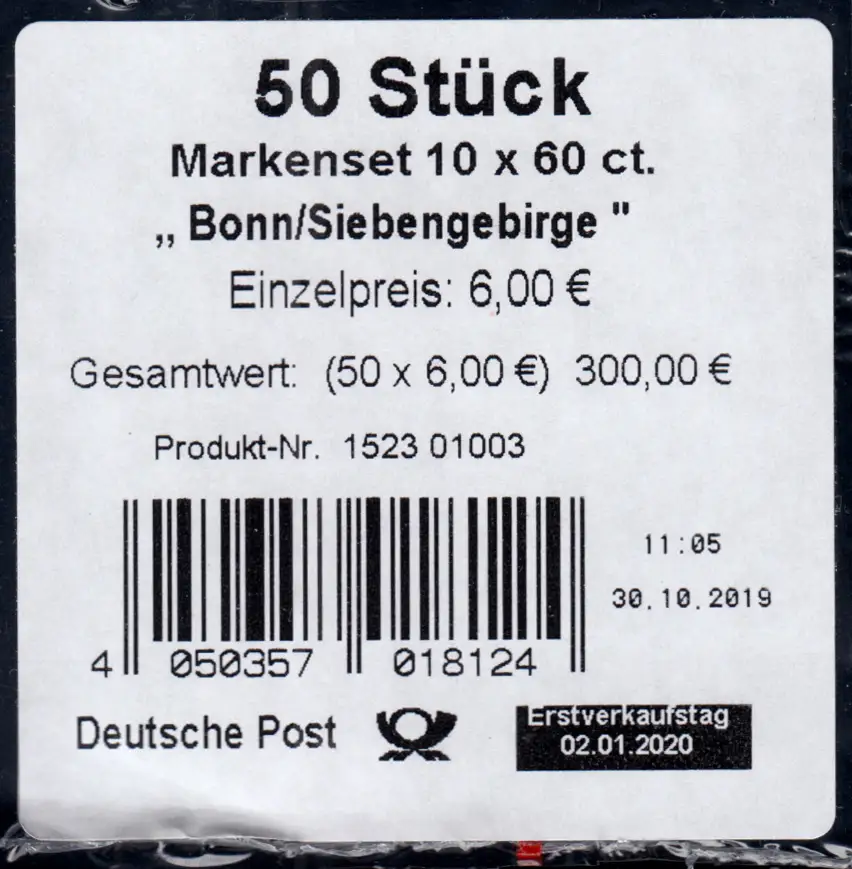 50 Stück
Markenset 10 x 60 ct.
„ Bonn/Siebengebirge "
Einzelpreis: 6,00 €
Gesamtwert: (50 x 6,00 €) 300,00 €
Produkt-Nr. 1523 01003
11:05
30.10.2019
4 050357 018124
Deutsche Post
Erstverkaufstag
02.01.2020